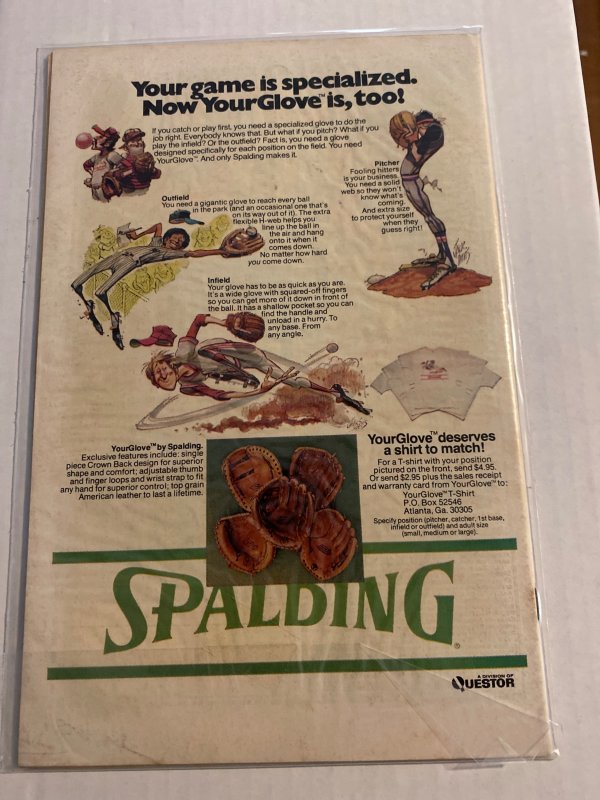 Your game is specialized.
Now YourGlove™ is, too!
If you catch or play first, you need a specialized glove to do the
job right. Everybody knows that. But what if you pitch? What if you
play the infield? Or the outfield? Fact is, you need a glove
designed specifically for each position on the field. You need
YourGlove™. And only Spalding makes it.
Pitcher
Fooling hitters
is your business.
You need a solid
web so they won't
know what's
coming.
And extra size
to protect yourself
when they
guess right!
Outfield
You need a gigantic glove to reach every ball
in the park (and an occasional one that's
on its way out of it). The extra
flexible H-web helps you
line up the ball in
the air and hang
onto it when it
comes down.
No matter how hard
you come down.
Infield
Your glove has to be as quick as you are.
It's a wide glove with squared-off fingers
so you can get more of it down in front of
the ball. It has a shallow pocket so you can
find the handle and
unload in a hurry. To
any base. From
any angle.
YourGlove™ by Spalding.
Exclusive features include: single
piece Crown Back design for superior
shape and comfort; adjustable thumb
and finger loops and wrist strap to fit
any hand for superior control; top grain
American leather to last a lifetime.
YourGlove™ deserves
a shirt to match!
For a T-shirt with your position
pictured on the front, send $4.95.
Or send $2.95 plus the sales receipt
and warranty card from YourGlove™ to:
YourGlove™ T-Shirt
P.O. Box 52546
Atlanta, Ga. 30305
Specify position (pitcher, catcher, 1st base,
infield or outfield) and adult size
(small, medium or large).
SPALDING®
A DIVISION OF
QUESTOR